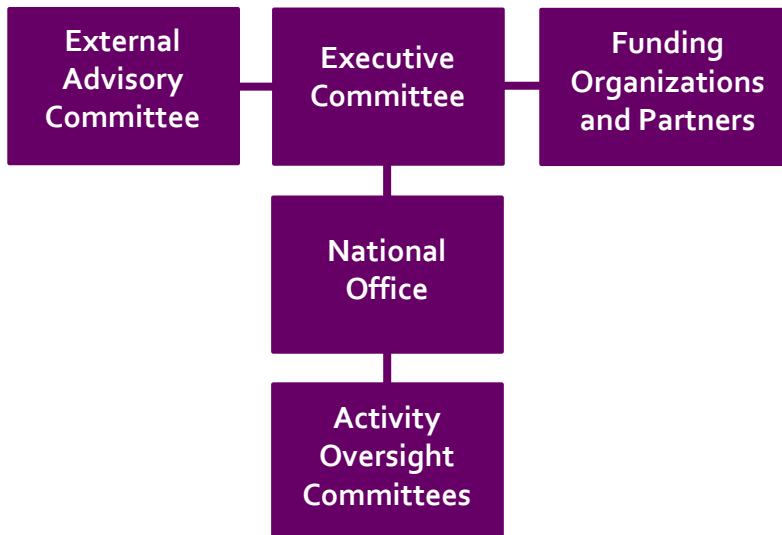 External
Advisory
Committee
Executive
Committee
Funding
Organizations
and Partners
National
Office
Activity
Oversight
Committees